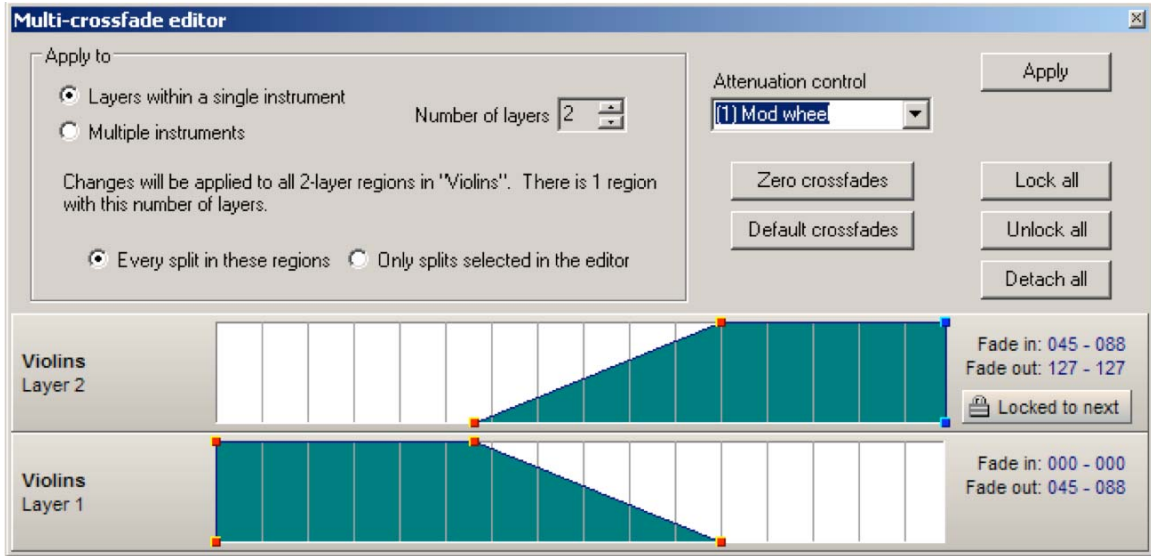 Multi-crossfade editor
Apply to
Layers within a single instrument
Multiple instruments
Number of layers 2
Changes will be applied to all 2-layer regions in "Violins". There is 1 region
with this number of layers.
Every split in these regions
Only splits selected in the editor
Attenuation control
(1) Mod wheel
Zero crossfades
Default crossfades
Apply
Lock all
Unlock all
Detach all
Violins
Layer 2
Fade in: 045 - 088
Fade out: 127 - 127
Locked to next
Violins
Layer 1
Fade in: 000 - 000
Fade out: 045 - 088